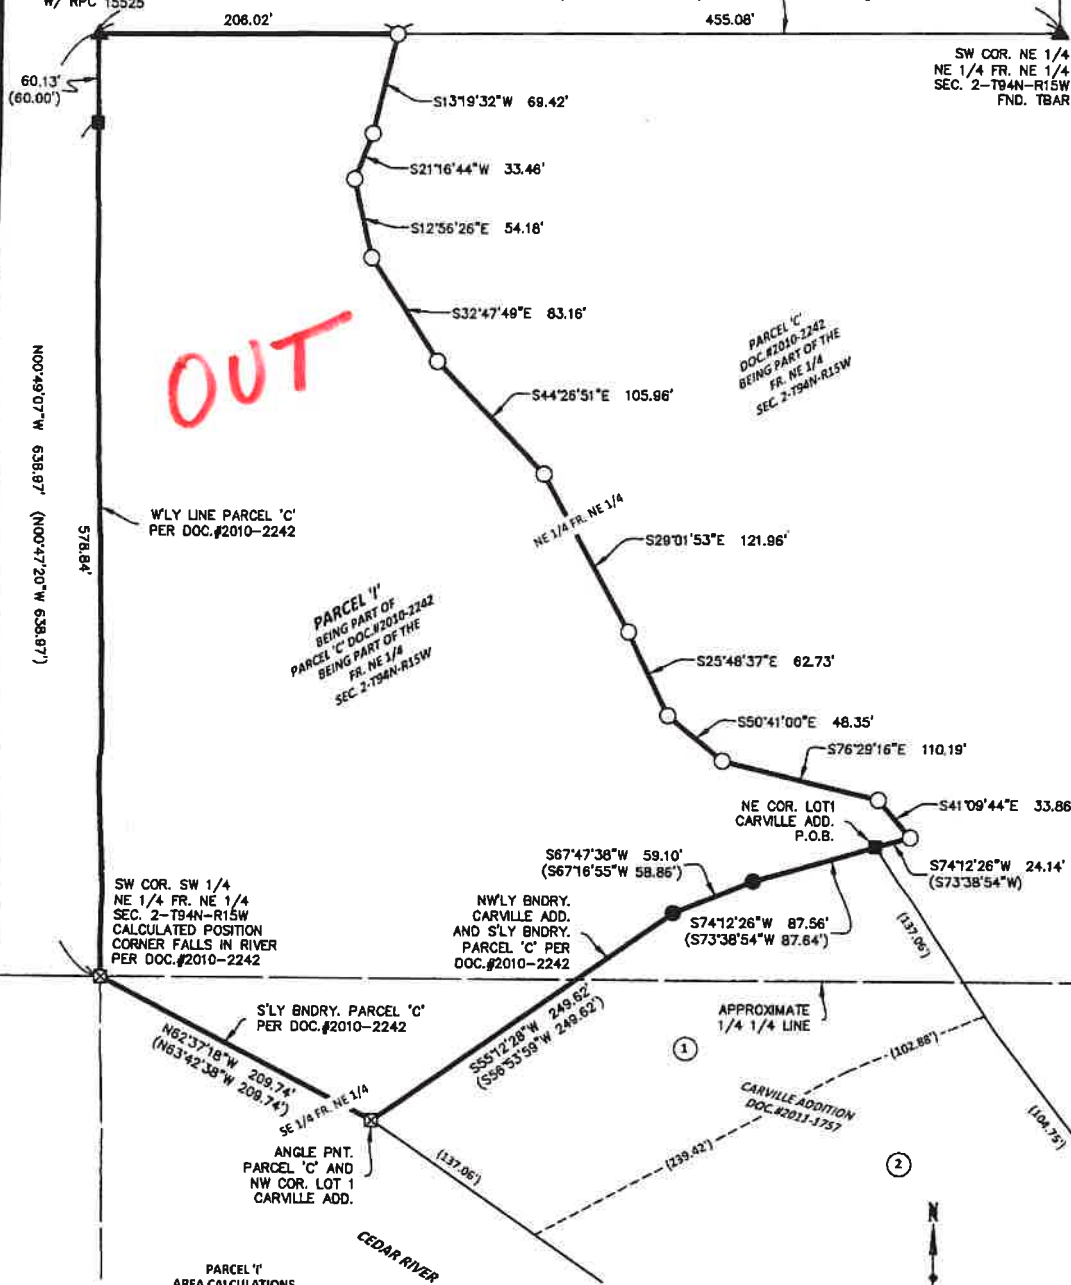 W/ RPC 15525
206.02'
455.08'
60.13'
(60.00')
SW COR. NE 1/4
NE 1/4 FR. NE 1/4
SEC. 2-T94N-R15W
FND. TBAR
S13°19'32"W 69.42'
S21°16'44"W 33.46'
S12°56'26"E 54.18'
S32°47'49"E 83.16'
OUT
PARCEL 'C'
DOC.#2010-2242
BEING PART OF THE
FR. NE 1/4
SEC. 2-T94N-R15W
S44°26'51"E 105.96'
N00°49'07"W 638.97' (N00°47'20"W 638.97')
578.84'
W'LY LINE PARCEL 'C'
PER DOC.#2010-2242
NE 1/4 FR. NE 1/4
S29°01'53"E 121.96'
PARCEL 'I'
BEING PART OF
PARCEL 'C' DOC.#2010-2242
BEING PART OF THE
FR. NE 1/4
SEC. 2-T94N-R15W
S25°48'37"E 62.73'
S50°41'00"E 48.35'
S76°29'16"E 110.19'
S41°09'44"E 33.86
NE COR. LOT1
CARVILLE ADD.
P.O.B.
S74°12'26"W 24.14'
(S73°38'54"W)
S67°47'38"W 59.10'
(S67°16'55"W 58.86')
S74°12'26"W 87.56'
(S73°38'54"W 87.64')
NW'LY BNDRY.
CARVILLE ADD.
AND S'LY BNDRY.
PARCEL 'C' PER
DOC.#2010-2242
SW COR. SW 1/4
NE 1/4 FR. NE 1/4
SEC. 2-T94N-R15W
CALCULATED POSITION
CORNER FALLS IN RIVER
PER DOC.#2010-2242
(137.06')
S'LY BNDRY. PARCEL 'C'
PER DOC.#2010-2242
N62°37'18"W 209.74'
(N63°42'38"W 209.74')
S55°12'28"W 249.62'
(S56°53'59"W 249.62')
APPROXIMATE
1/4 1/4 LINE
1
(102.88')
SE 1/4 FR. NE 1/4
CARVILLE ADDITION
DOC.#2011-1757
(104.75')
ANGLE PNT.
PARCEL 'C' AND
NW COR. LOT 1
CARVILLE ADD.
(137.06')
(239.42')
2
N
CEDAR RIVER
PARCEL 'I'
AREA CALCULATIONS